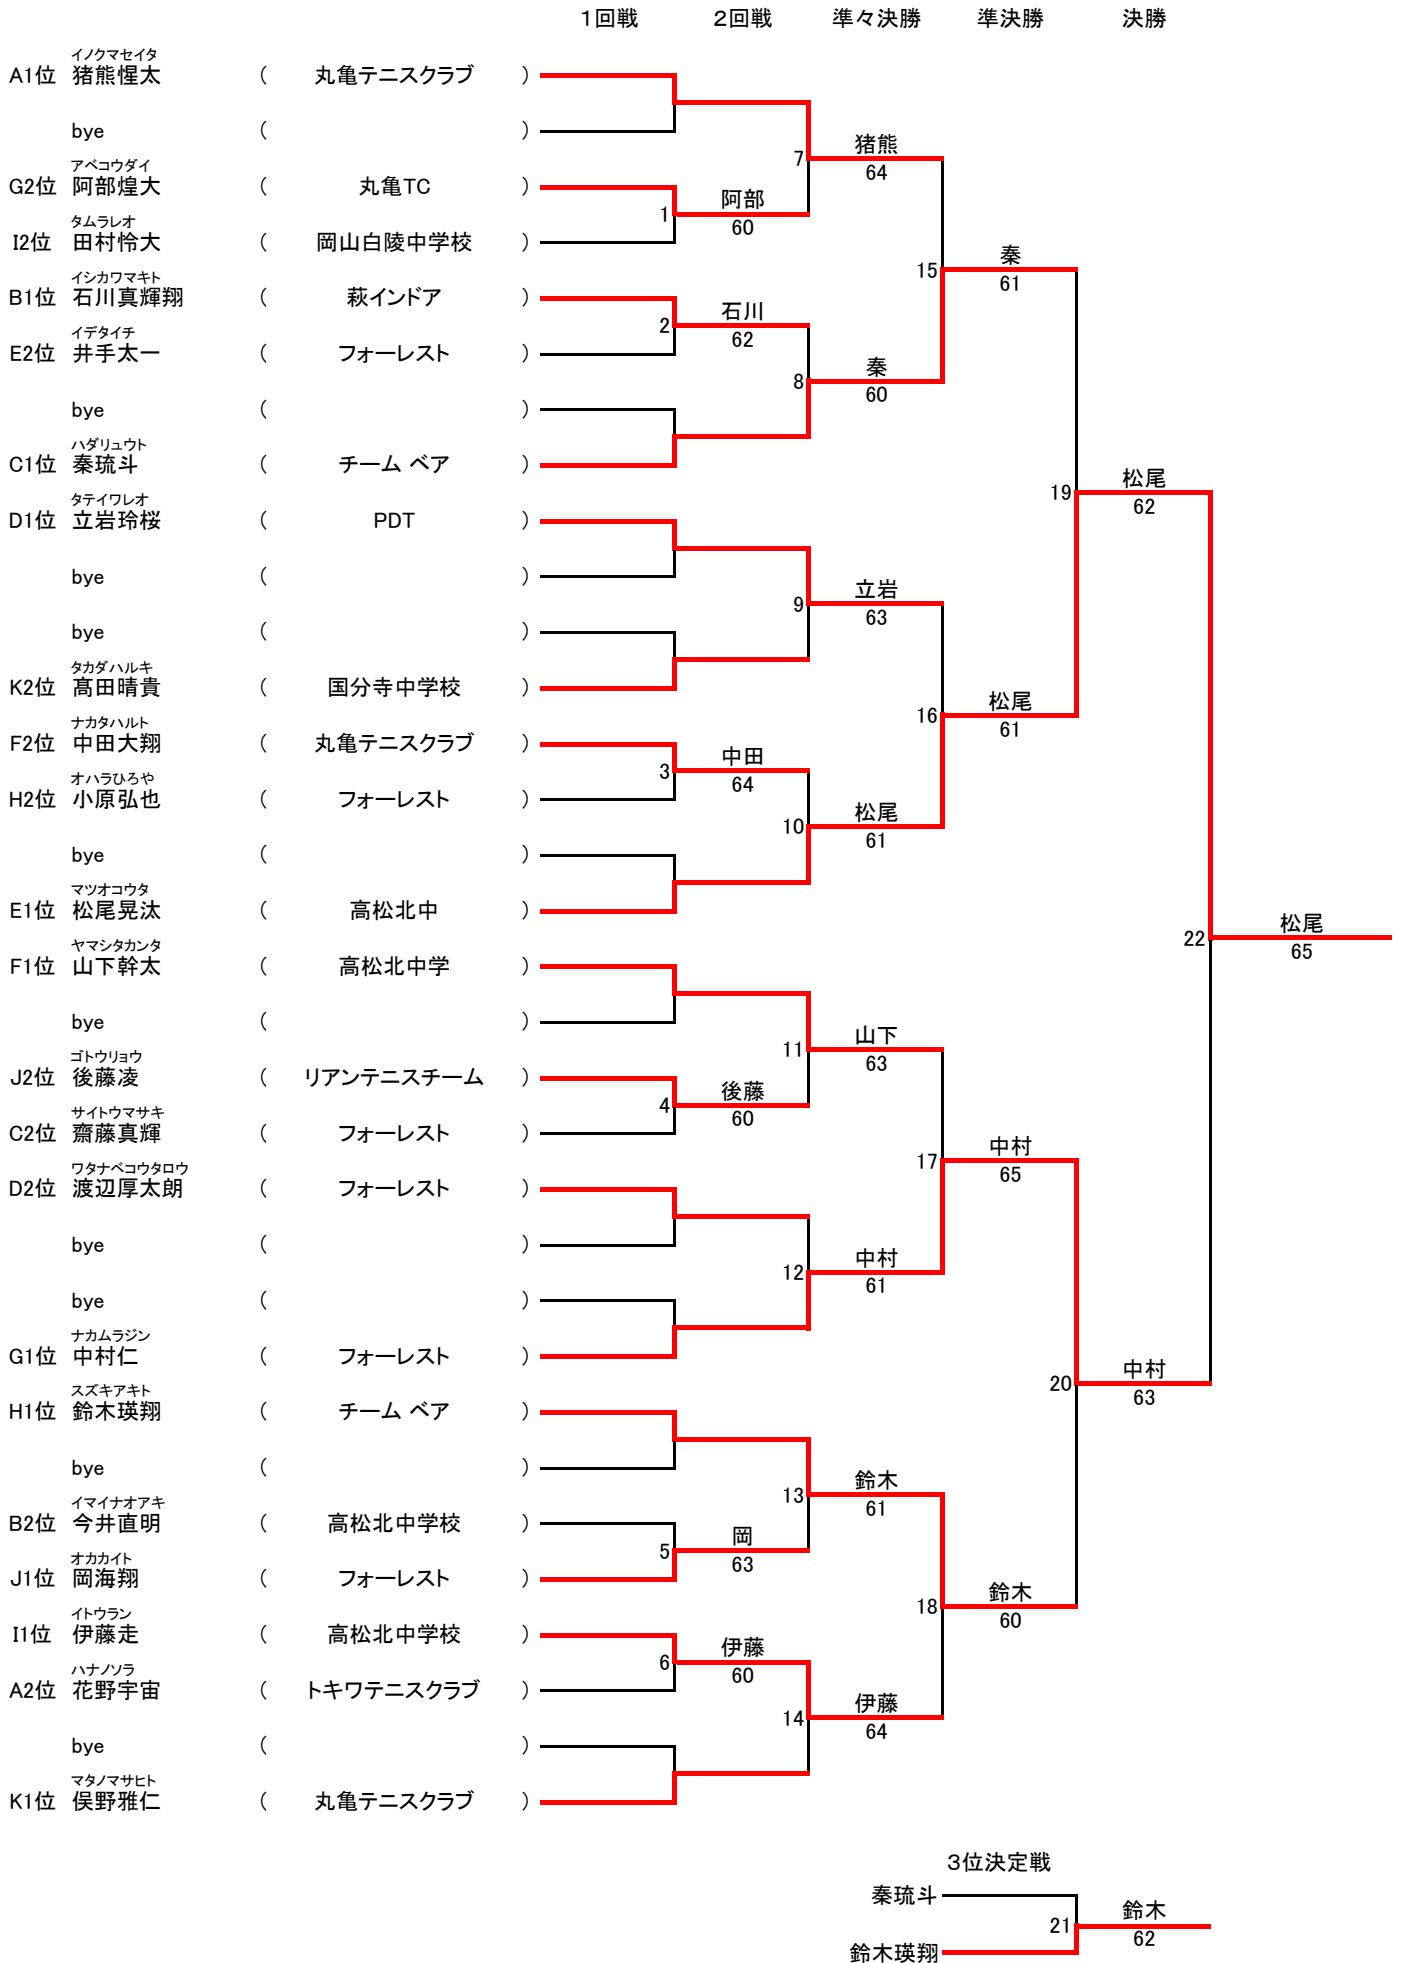 1回戦 2回戦 準々決勝 準決勝 決勝
イノクマセイタ
A1位 猪熊惺太 ( 丸亀テニスクラブ )
bye ( )
7 猪熊
64
アベコウダイ
G2位 阿部煌大 ( 丸亀TC )
1 阿部
60
タムラレオ
I2位 田村怜大 ( 岡山白陵中学校 )
15 秦
61
イシカワマキト
B1位 石川真輝翔 ( 萩インドア )
2 石川
62
イデタイチ
E2位 井手太一 ( フォーレスト )
8 秦
60
bye ( )
ハダリュウト
C1位 秦琉斗 ( チーム ベア )
19 松尾
62
タテイワレオ
D1位 立岩玲桜 ( PDT )
bye ( )
9 立岩
63
bye ( )
タカダハルキ
K2位 髙田晴貴 ( 国分寺中学校 )
16 松尾
61
ナカタハルト
F2位 中田大翔 ( 丸亀テニスクラブ )
3 中田
64
オハラひろや
H2位 小原弘也 ( フォーレスト )
10 松尾
61
bye ( )
マツオコウタ
E1位 松尾晃汰 ( 高松北中 )
22 松尾
65
ヤマシタカンタ
F1位 山下幹太 ( 高松北中学 )
bye ( )
11 山下
63
ゴトウリョウ
J2位 後藤凌 ( リアンテニスチーム )
4 後藤
60
サイトウマサキ
C2位 齋藤真輝 ( フォーレスト )
17 中村
65
ワタナベコウタロウ
D2位 渡辺厚太朗 ( フォーレスト )
bye ( )
12 中村
61
bye ( )
ナカムラジン
G1位 中村仁 ( フォーレスト )
20 中村
63
スズキアキト
H1位 鈴木瑛翔 ( チーム ベア )
bye ( )
13 鈴木
61
イマイナオアキ
B2位 今井直明 ( 高松北中学校 )
5 岡
63
オカカイト
J1位 岡海翔 ( フォーレスト )
18 鈴木
60
イトウラン
I1位 伊藤走 ( 高松北中学校 )
6 伊藤
60
ハナノソラ
A2位 花野宇宙 ( トキワテニスクラブ )
14 伊藤
64
bye ( )
マタノマサヒト
K1位 俣野雅仁 ( 丸亀テニスクラブ )
3位決定戦
秦琉斗
21 鈴木
62
鈴木瑛翔